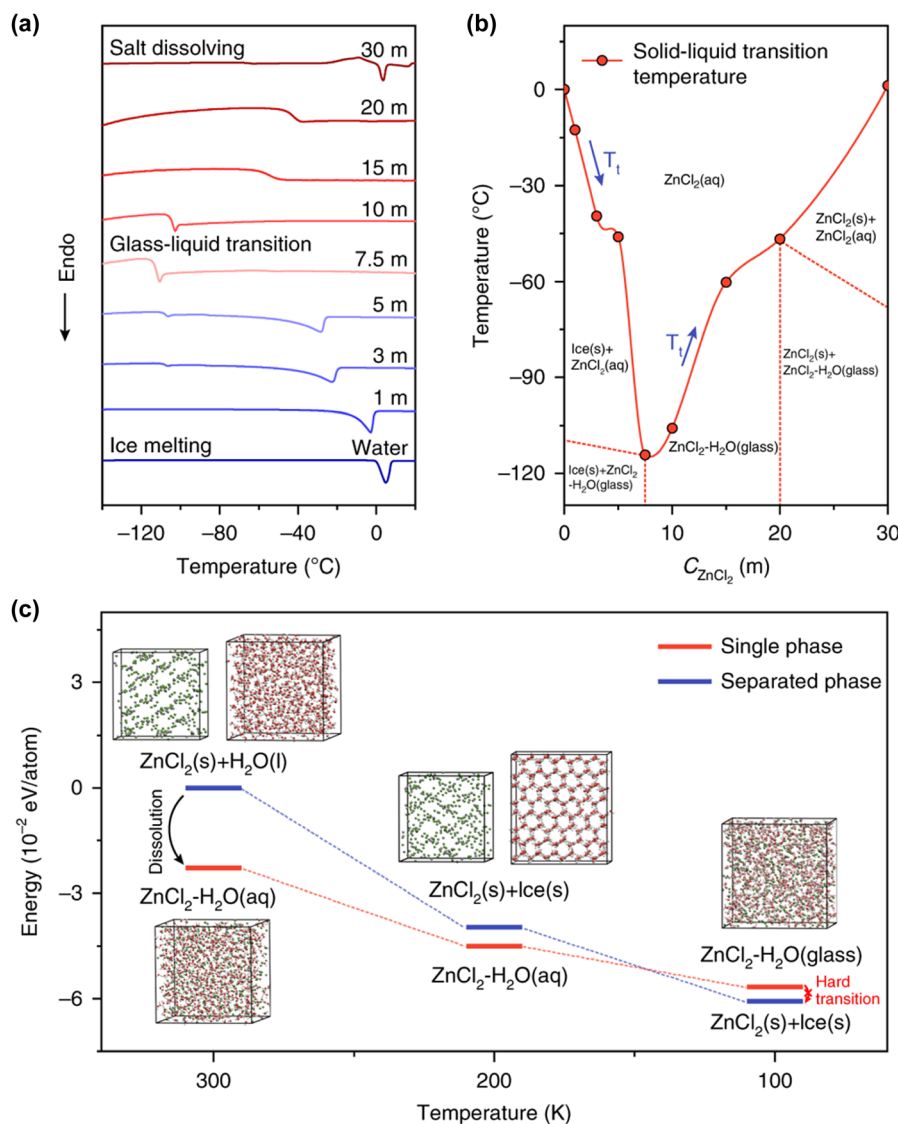 (a)
Salt dissolving
30 m
20 m
15 m
10 m
Glass-liquid transition
7.5 m
5 m
3 m
1 m
Ice melting
Water
Endo
−120
−80
−40
0
Temperature (°C)
(b)
Solid-liquid transition
temperature
0
−30
−60
−90
−120
Temperature (°C)
Tt
ZnCl2(aq)
ZnCl2(s)+
ZnCl2(aq)
Ice(s)+
ZnCl2(aq)
Tt
ZnCl2(s)+
ZnCl2-H2O(glass)
ZnCl2-H2O(glass)
Ice(s)+ZnCl2
-H2O(glass)
0
10
20
30
CZnCl2 (m)
(c)
Single phase
Separated phase
3
0
−3
−6
Energy (10−2 eV/atom)
ZnCl2(s)+H2O(l)
Dissolution
ZnCl2-H2O(aq)
ZnCl2(s)+Ice(s)
ZnCl2-H2O(aq)
ZnCl2-H2O(glass)
Hard
transition
ZnCl2(s)+Ice(s)
300
200
100
Temperature (K)